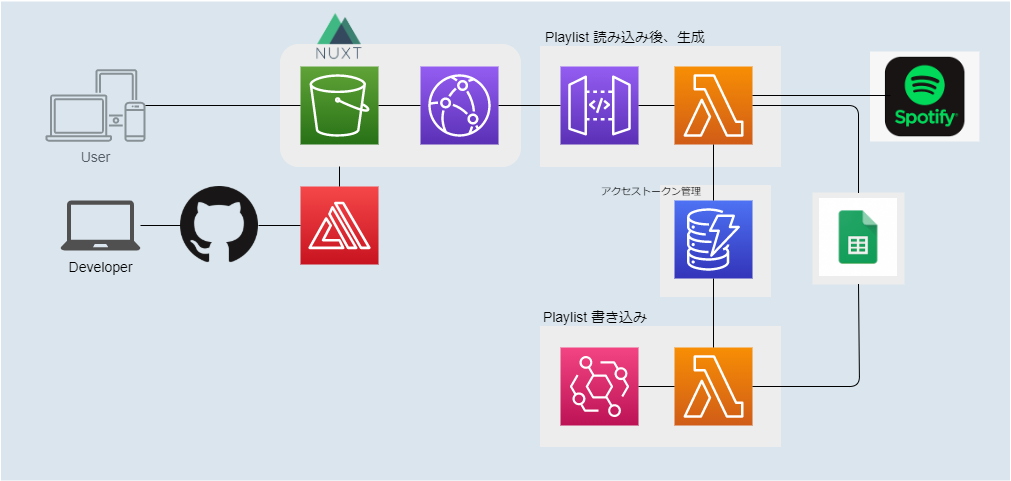 NUXT
Playlist 読み込み後、生成
Spotify
User
アクセストークン管理
Developer
Playlist 書き込み